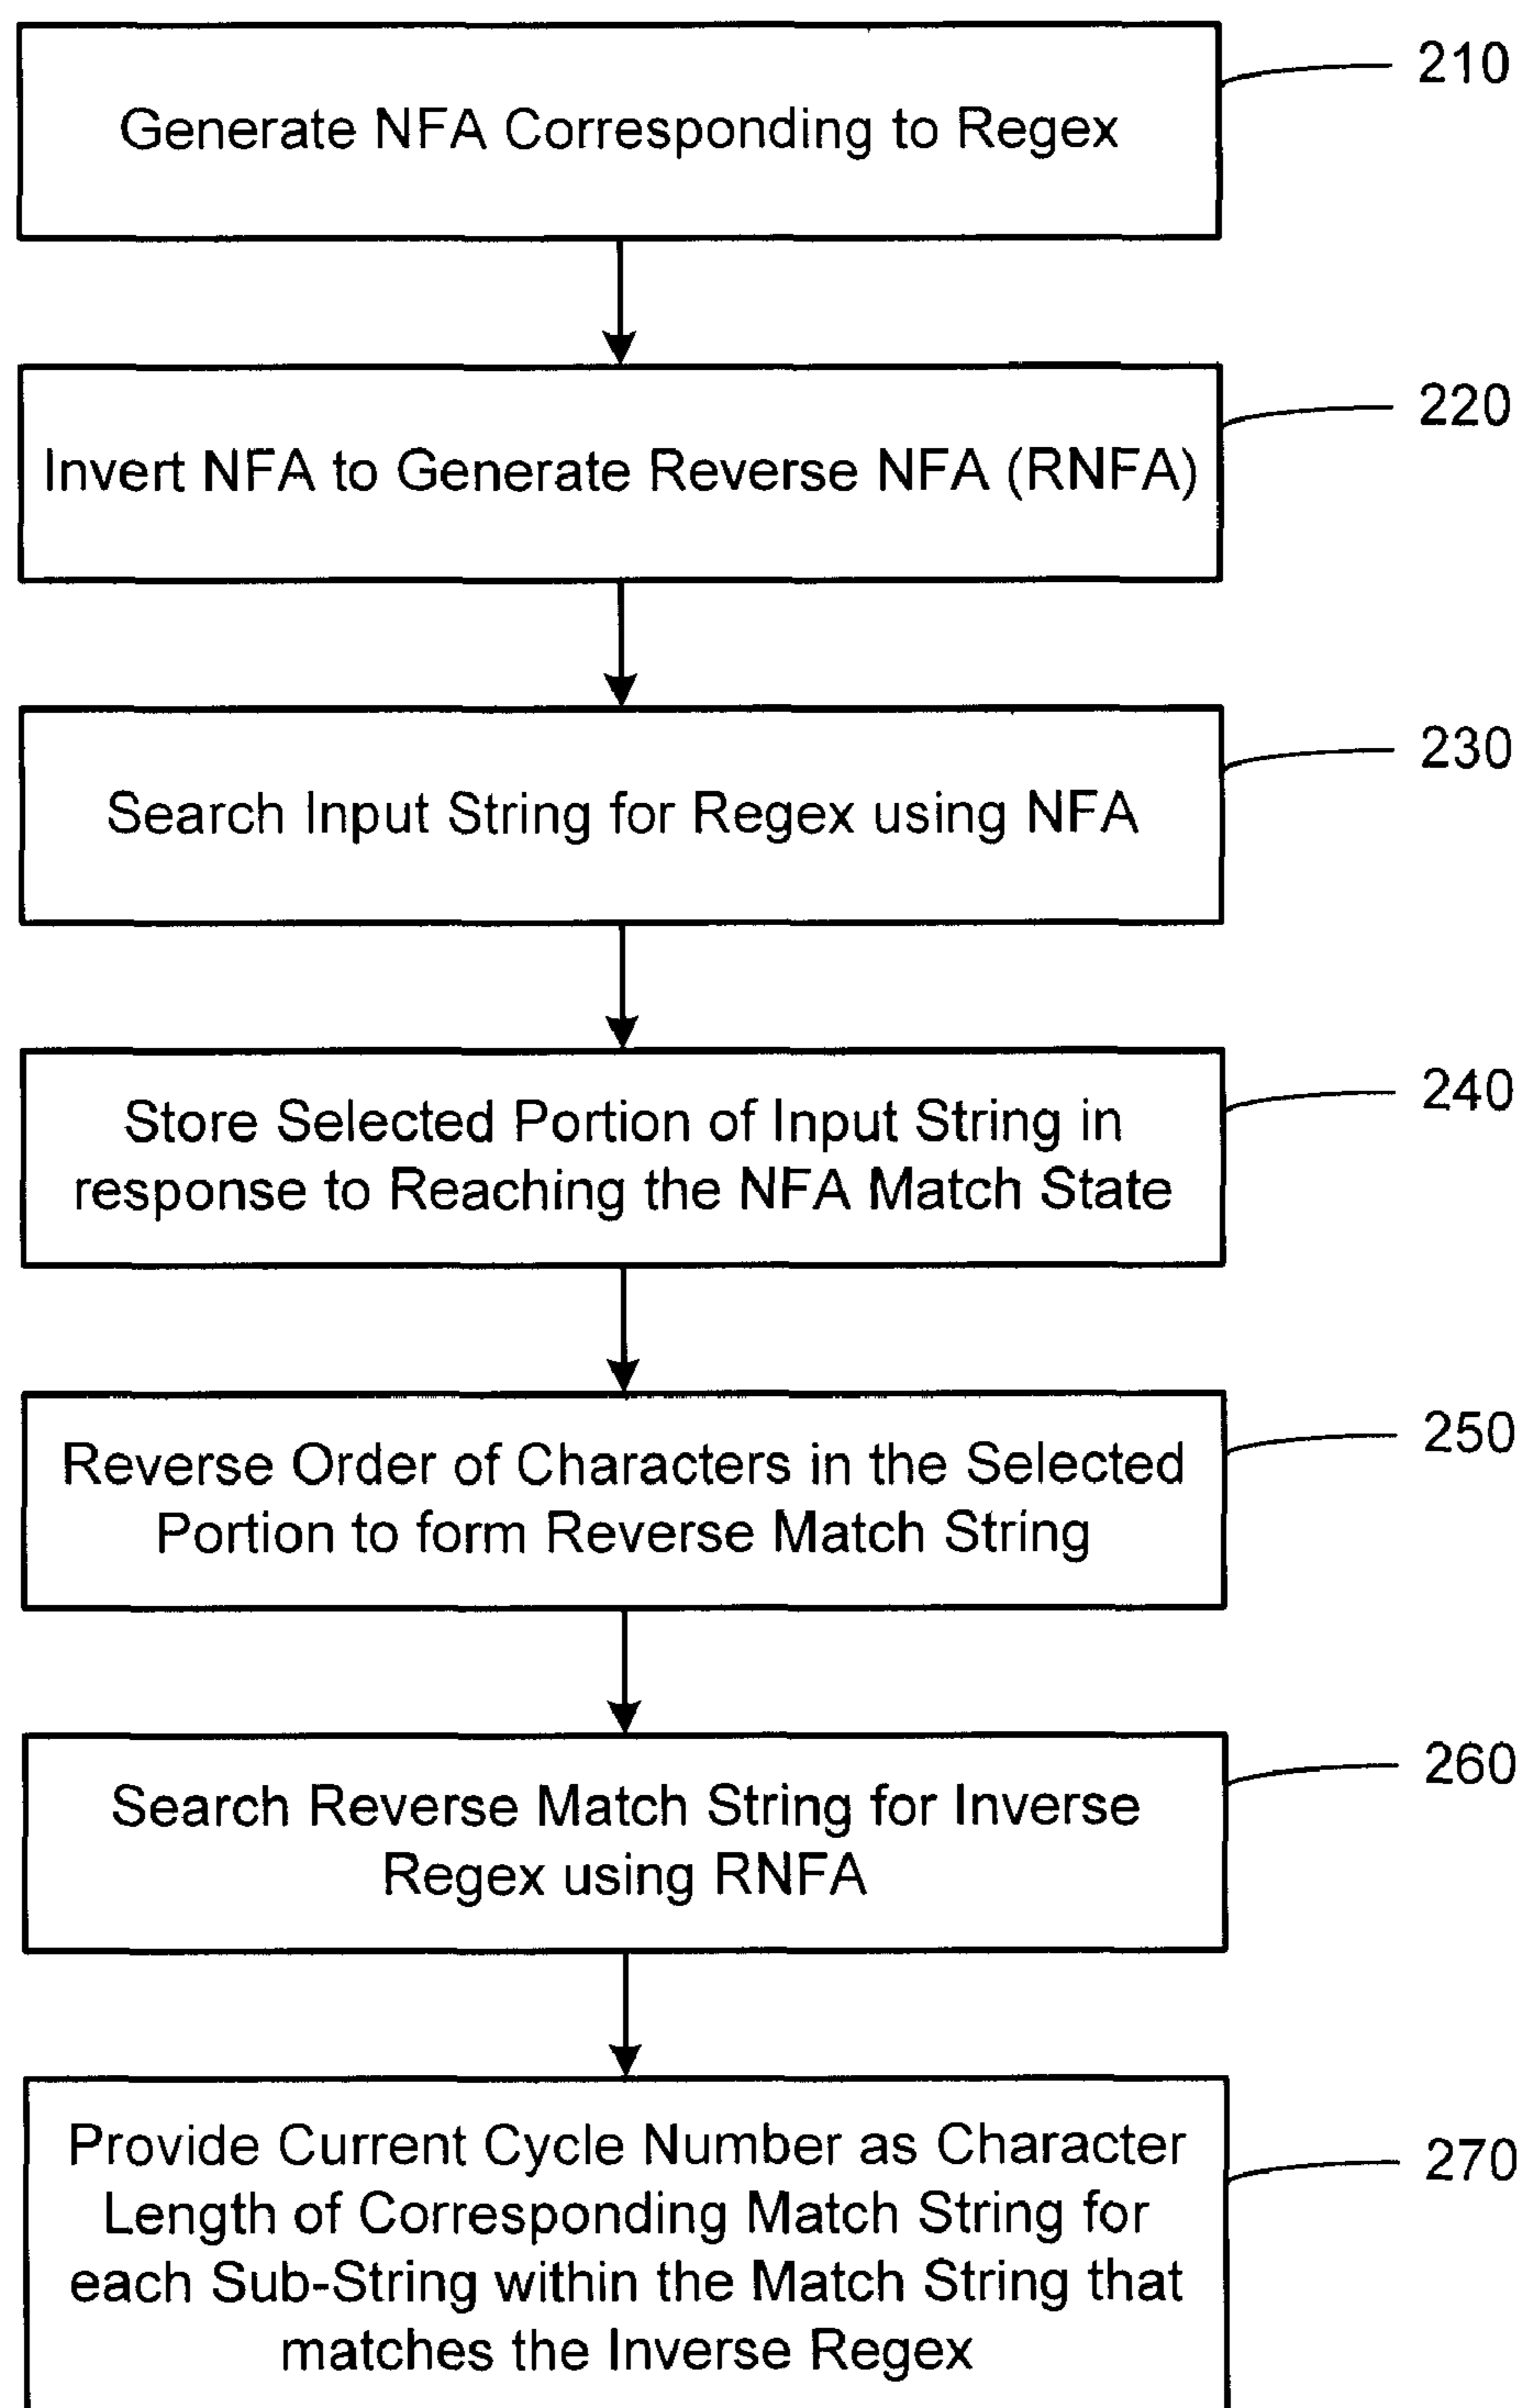 210
Generate NFA Corresponding to Regex
220
Invert NFA to Generate Reverse NFA (RNFA)
230
Search Input String for Regex using NFA
240
Store Selected Portion of Input String in
response to Reaching the NFA Match State
250
Reverse Order of Characters in the Selected
Portion to form Reverse Match String
260
Search Reverse Match String for Inverse
Regex using RNFA
270
Provide Current Cycle Number as Character
Length of Corresponding Match String for
each Sub-String within the Match String that
matches the Inverse Regex